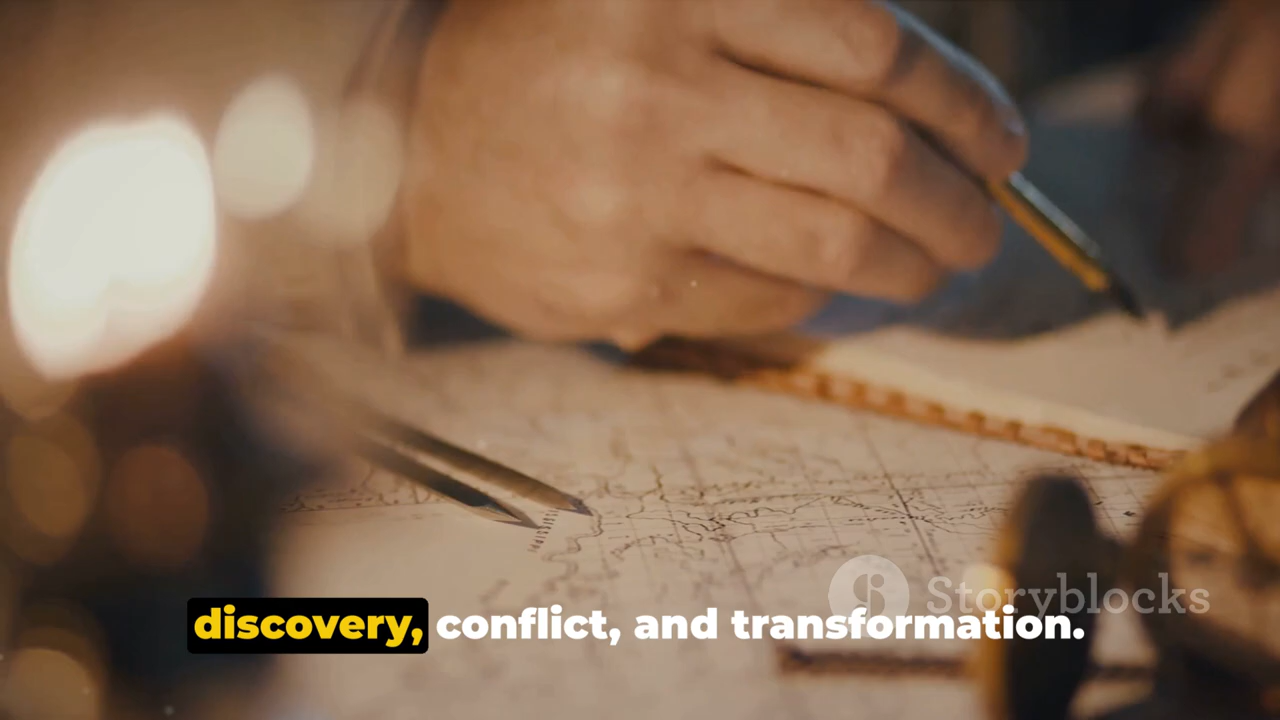 Storyblocks
discovery, conflict, and transformation.